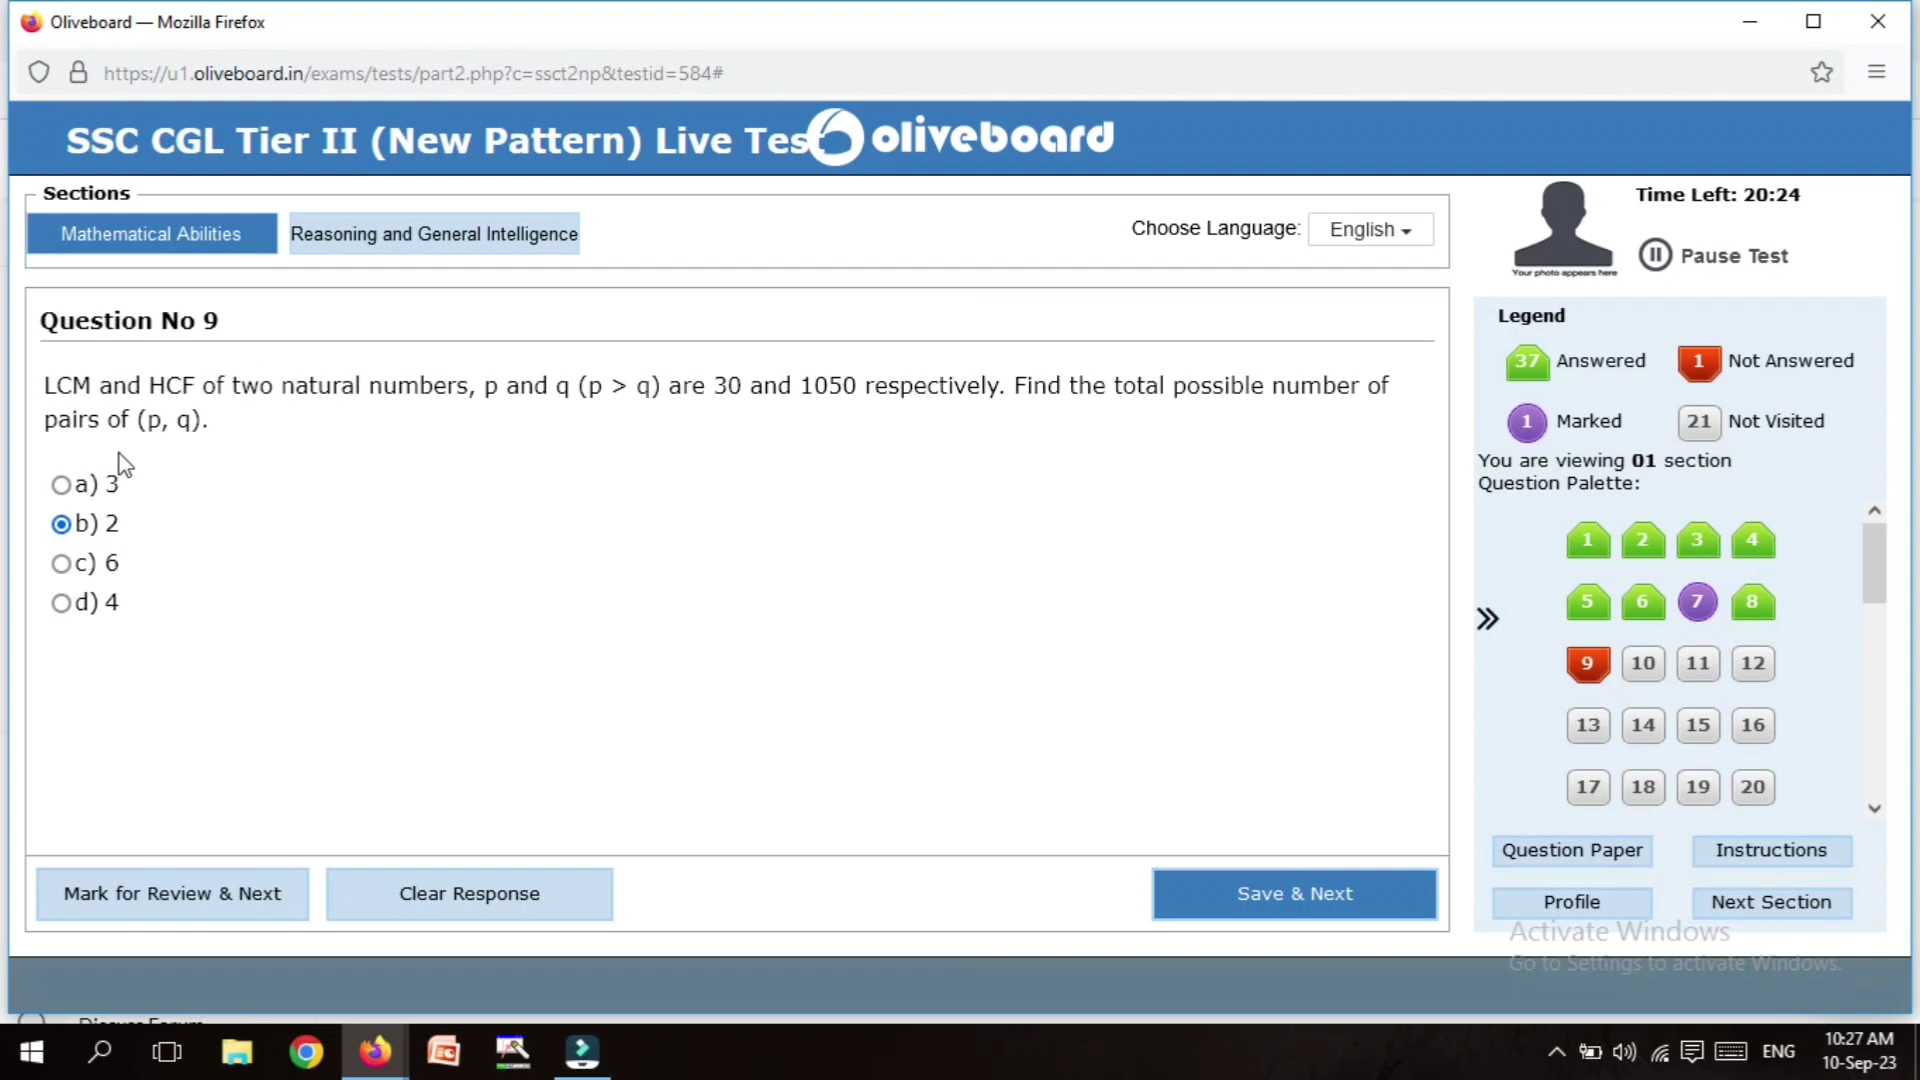 Oliveboard — Mozilla Firefox
https://u1.oliveboard.in/exams/tests/part2.php?c=ssct2np&testid=584#
SSC CGL Tier II (New Pattern) Live Tes
oliveboard
Sections
Mathematical Abilities
Reasoning and General Intelligence
Choose Language:
English
Your photo appears here
Time Left: 20:24
Pause Test
Question No 9
LCM and HCF of two natural numbers, p and q (p > q) are 30 and 1050 respectively. Find the total possible number of
pairs of (p, q).
a) 3
b) 2
c) 6
d) 4
Mark for Review & Next
Clear Response
Save & Next
Legend
37 Answered
1 Not Answered
1 Marked
21 Not Visited
You are viewing 01 section
Question Palette:
1 2 3 4
5 6 7 8
9 10 11 12
13 14 15 16
17 18 19 20
Question Paper
Instructions
Profile
Next Section
Activate Windows
Go to Settings to activate Windows.
ENG
10:27 AM
10-Sep-23